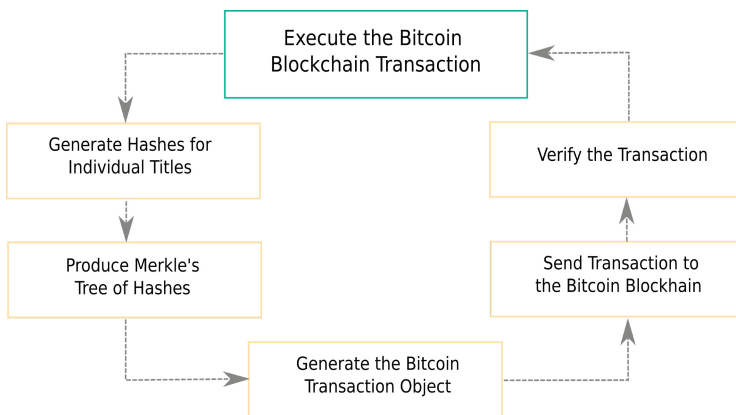 Execute the Bitcoin
Blockchain Transaction
Generate Hashes for
Individual Titles
Verify the Transaction
Produce Merkle's
Tree of Hashes
Send Transaction to
the Bitcoin Blockhain
Generate the Bitcoin
Transaction Object